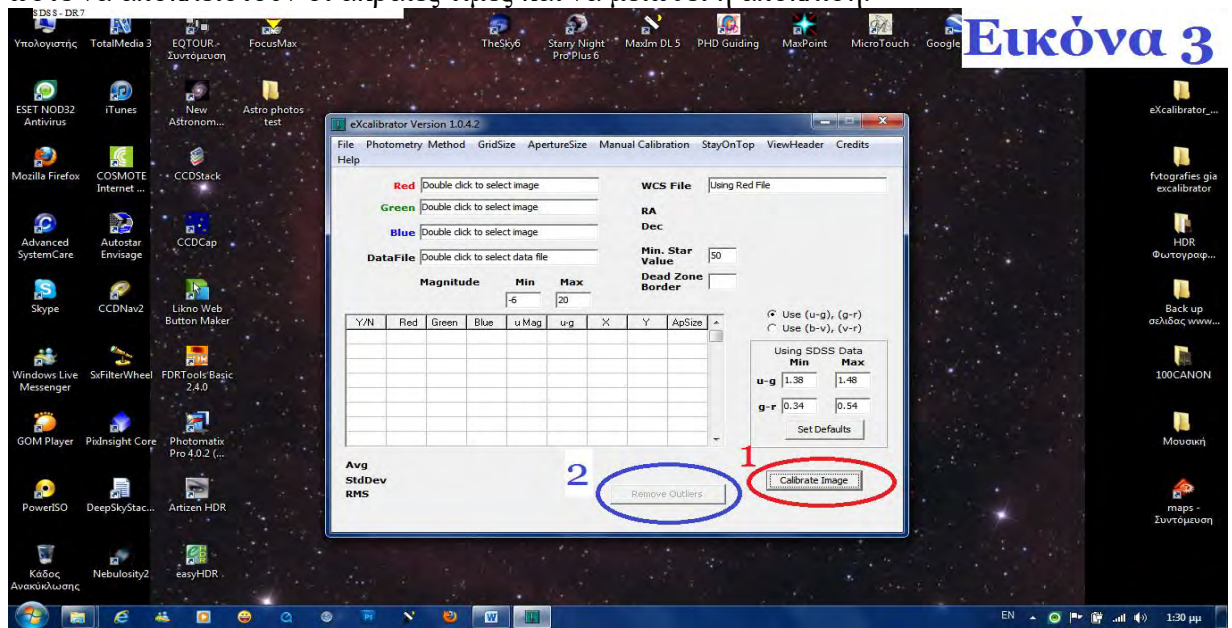 SDSS - DR7
Εικόνα 3
Υπολογιστής TotalMedia 3 EQTOUR - Συντόμευση FocusMax TheSky6 Starry Night Pro Plus 6 MaxIm DL 5 PHD Guiding MaxPoint MicroTouch Google
ESET NOD32 Antivirus iTunes New Astronom... Astro photos test eXcalibrator_...
Mozilla Firefox COSMOTE Internet ... CCDStack fvtografies gia excalibrator
Advanced SystemCare Autostar Envisage CCDCap HDR Φωτογραφ...
Skype CCDNav2 Likno Web Button Maker Back up σελιδας www...
Windows Live Messenger SxFilterWheel FDRTools Basic 2,4.0 100CANON
GOM Player PixInsight Core Photomatix Pro 4.0.2 (... Μουσική
PowerISO DeepSkyStac... Artizen HDR maps - Συντόμευση
Κάδος Ανακύκλωσης Nebulosity2 easyHDR
eXcalibrator Version 1.0.4.2
File Photometry Method GridSize ApertureSize Manual Calibration StayOnTop ViewHeader Credits
Help
Red Double click to select image WCS File Using Red File
Green Double click to select image RA
Blue Double click to select image Dec
DataFile Double click to select data file Min. Star Value 50
Magnitude Min Max Dead Zone Border
-6 20
Y/N Red Green Blue u Mag u-g X Y ApSize
Use (u-g), (g-r)
Use (b-v), (v-r)
Using SDSS Data
Min Max
u-g 1.38 1.48
g-r 0.34 0.54
Set Defaults
Avg
StdDev
RMS
2 Remove Outliers
1 Calibrate Image
EN 1:30 μμ